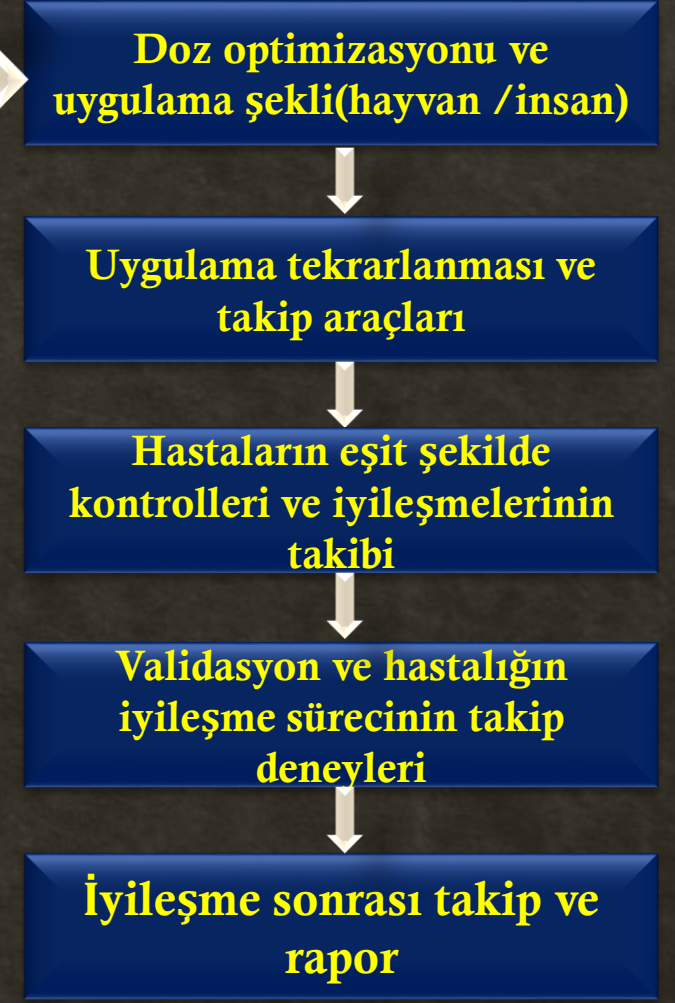 Doz optimizasyonu ve
uygulama şekli(hayvan /insan)
Uygulama tekrarlanması ve
takip araçları
Hastaların eşit şekilde
kontrolleri ve iyileşmelerinin
takibi
Validasyon ve hastalığın
iyileşme sürecinin takip
deneyleri
İyileşme sonrası takip ve
rapor